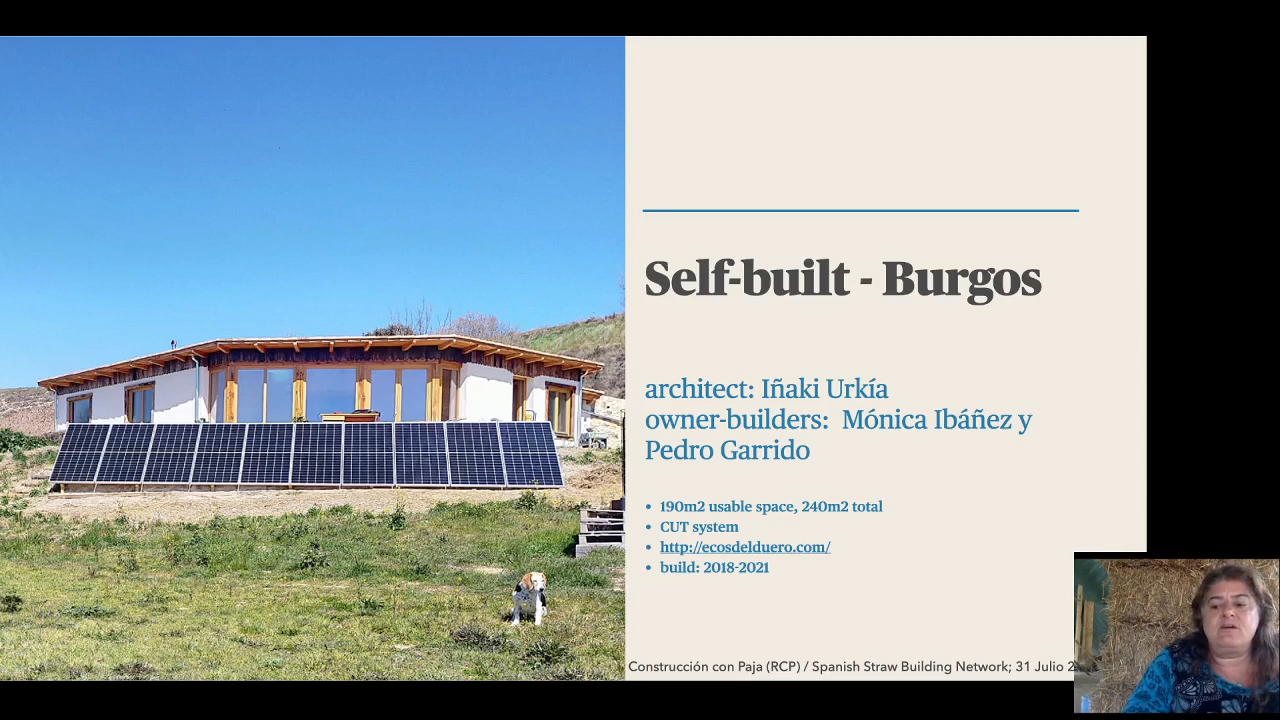 Self-built - Burgos
architect: Iñaki Urkía
owner-builders: Mónica Ibáñez y
Pedro Garrido
• 190m2 usable space, 240m2 total
• CUT system
• http://ecosdelduero.com/
• build: 2018-2021
Construcción con Paja (RCP) / Spanish Straw Building Network; 31 Julio